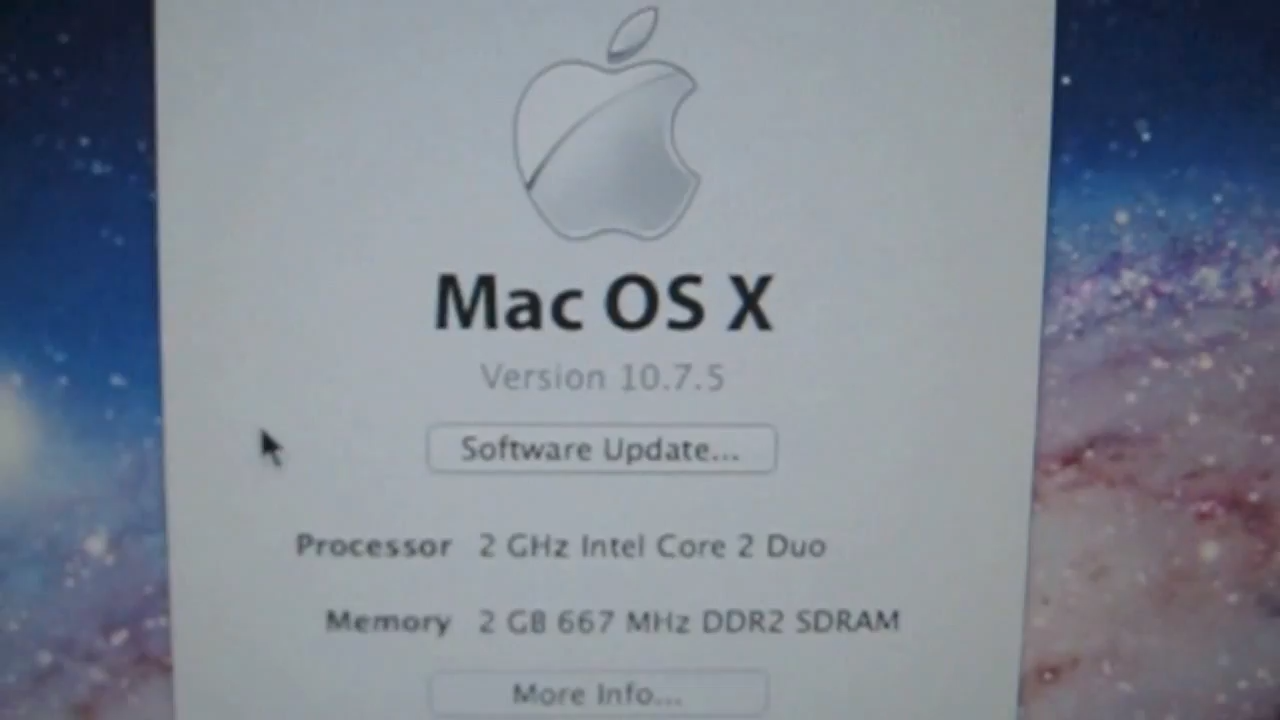 Mac OS X
Version 10.7.5
Software Update...
Processor 2 GHz Intel Core 2 Duo
Memory 2 GB 667 MHz DDR2 SDRAM
More Info...